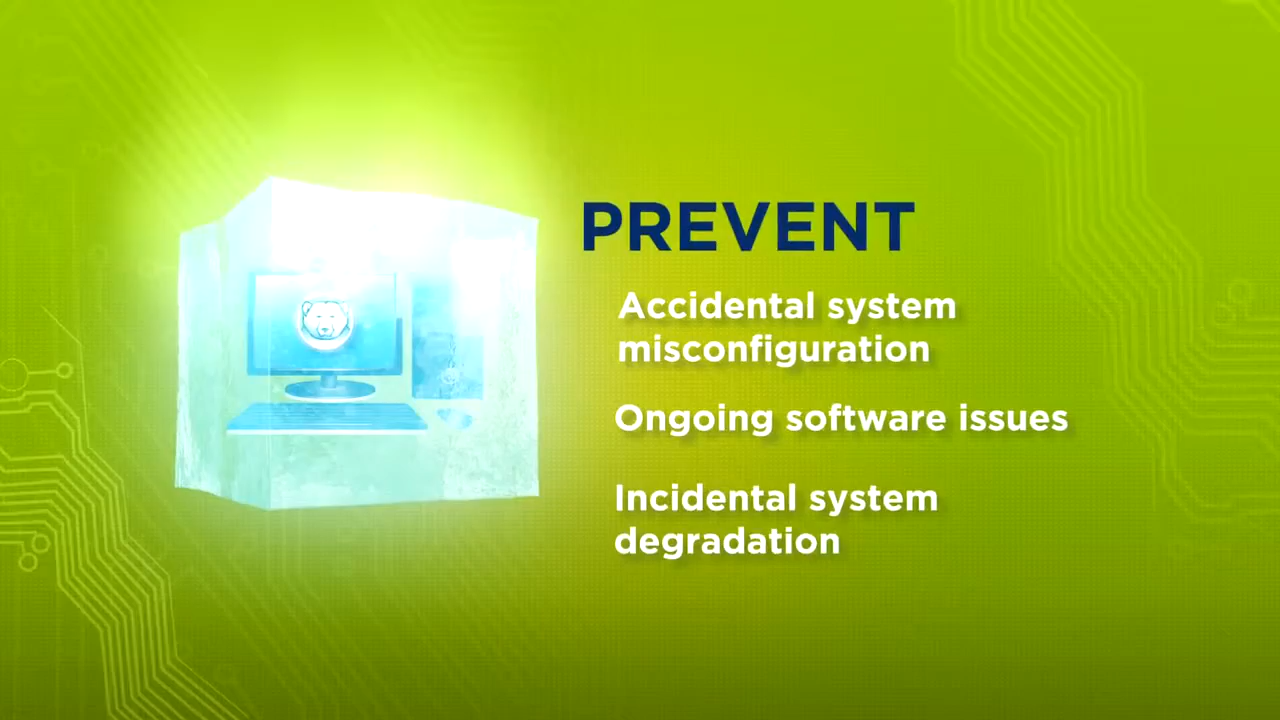 PREVENT
Accidental system
misconfiguration
Ongoing software issues
Incidental system
degradation